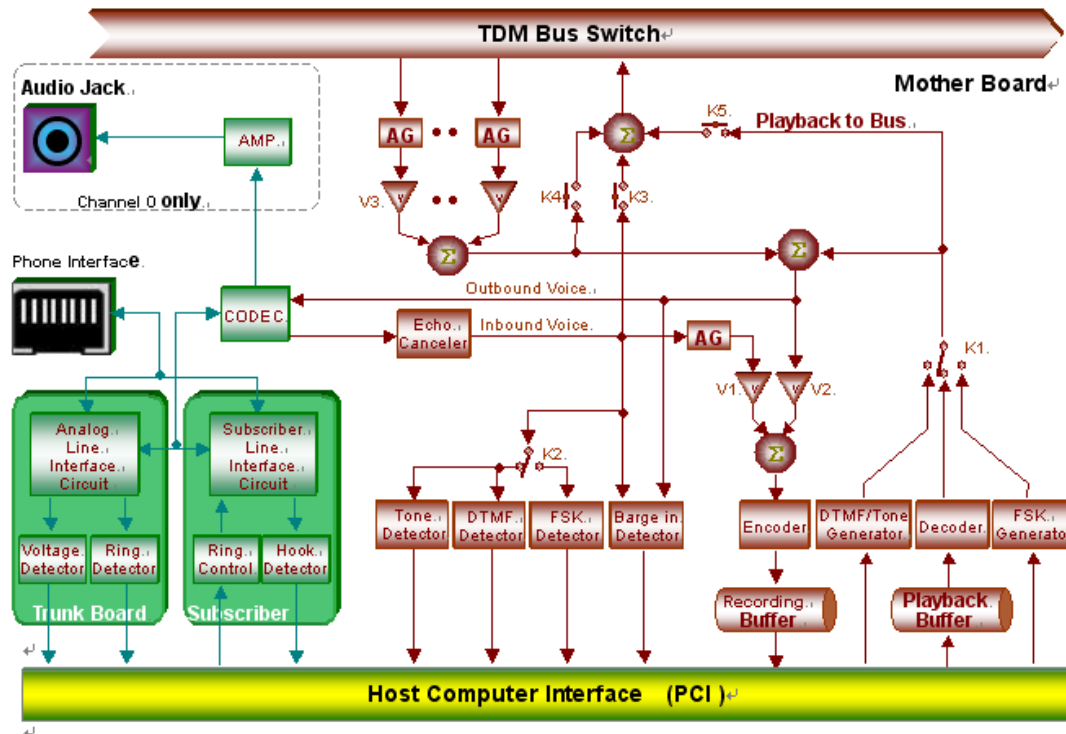 TDM Bus Switch↵
Mother Board↵
Audio Jack.
AMP.
Channel 0 only.
AG
AG
V3.
v
v
Σ
K4
K3.
Σ
K5
Playback to Bus.
Σ
Phone Interface.
CODEC.
Outbound Voice.
Echo.
Canceler
Inbound Voice.
AG
V1.
v
v
V2.
Σ
K1.
K2.
Analog.
Line.
Interface.
Circuit
Subscriber.
Line.
Interface.
Circuit
Voltage.
Detector
Ring.
Detector
Ring.
Control.
Hook.
Detector
Trunk Board
Subscriber
Tone.
Detector
DTMF.
Detector
FSK.
Detector
Barge in.
Detector
Encoder
DTMF/Tone
Generator
Decoder.
FSK.
Generator
Recording.
Buffer
Playback.
Buffer
↵
Host Computer Interface (PCI )↵
↵